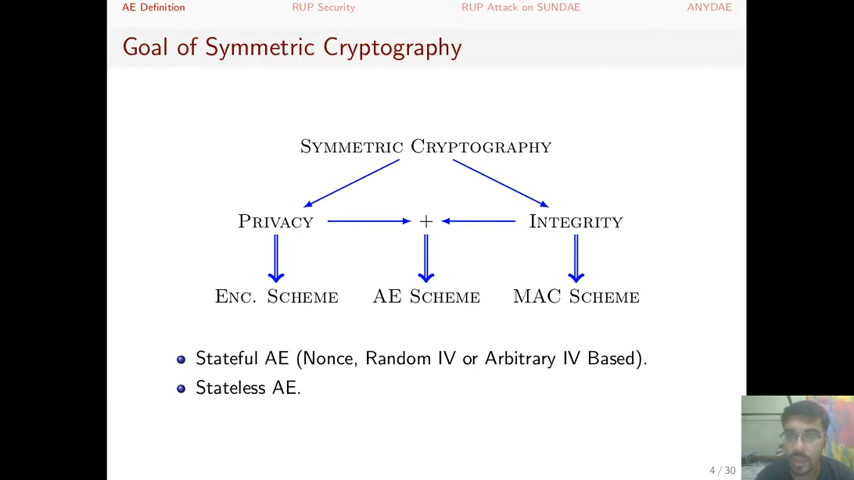 AE Definition RUP Security RUP Attack on SUNDAE ANYDAE
Goal of Symmetric Cryptography
Symmetric Cryptography
Privacy + Integrity
Enc. Scheme AE Scheme MAC Scheme
Stateful AE (Nonce, Random IV or Arbitrary IV Based).
Stateless AE.
4 / 30